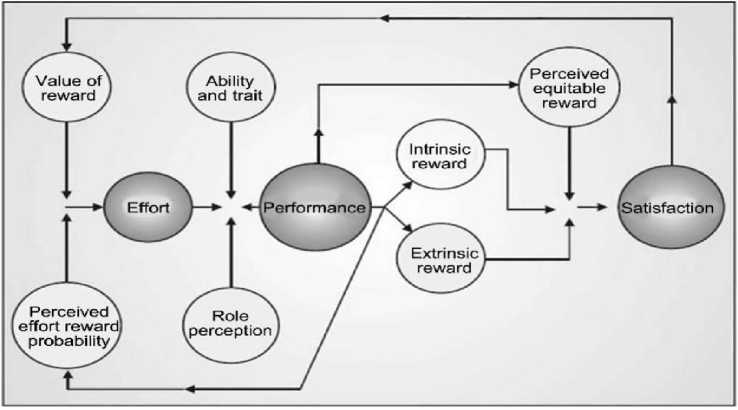 Value of
reward
Ability
and trait
Perceived
equitable
reward
Intrinsic
reward
Effort
Performance
Satisfaction
Extrinsic
reward
Perceived
effort reward
probability
Role
perception